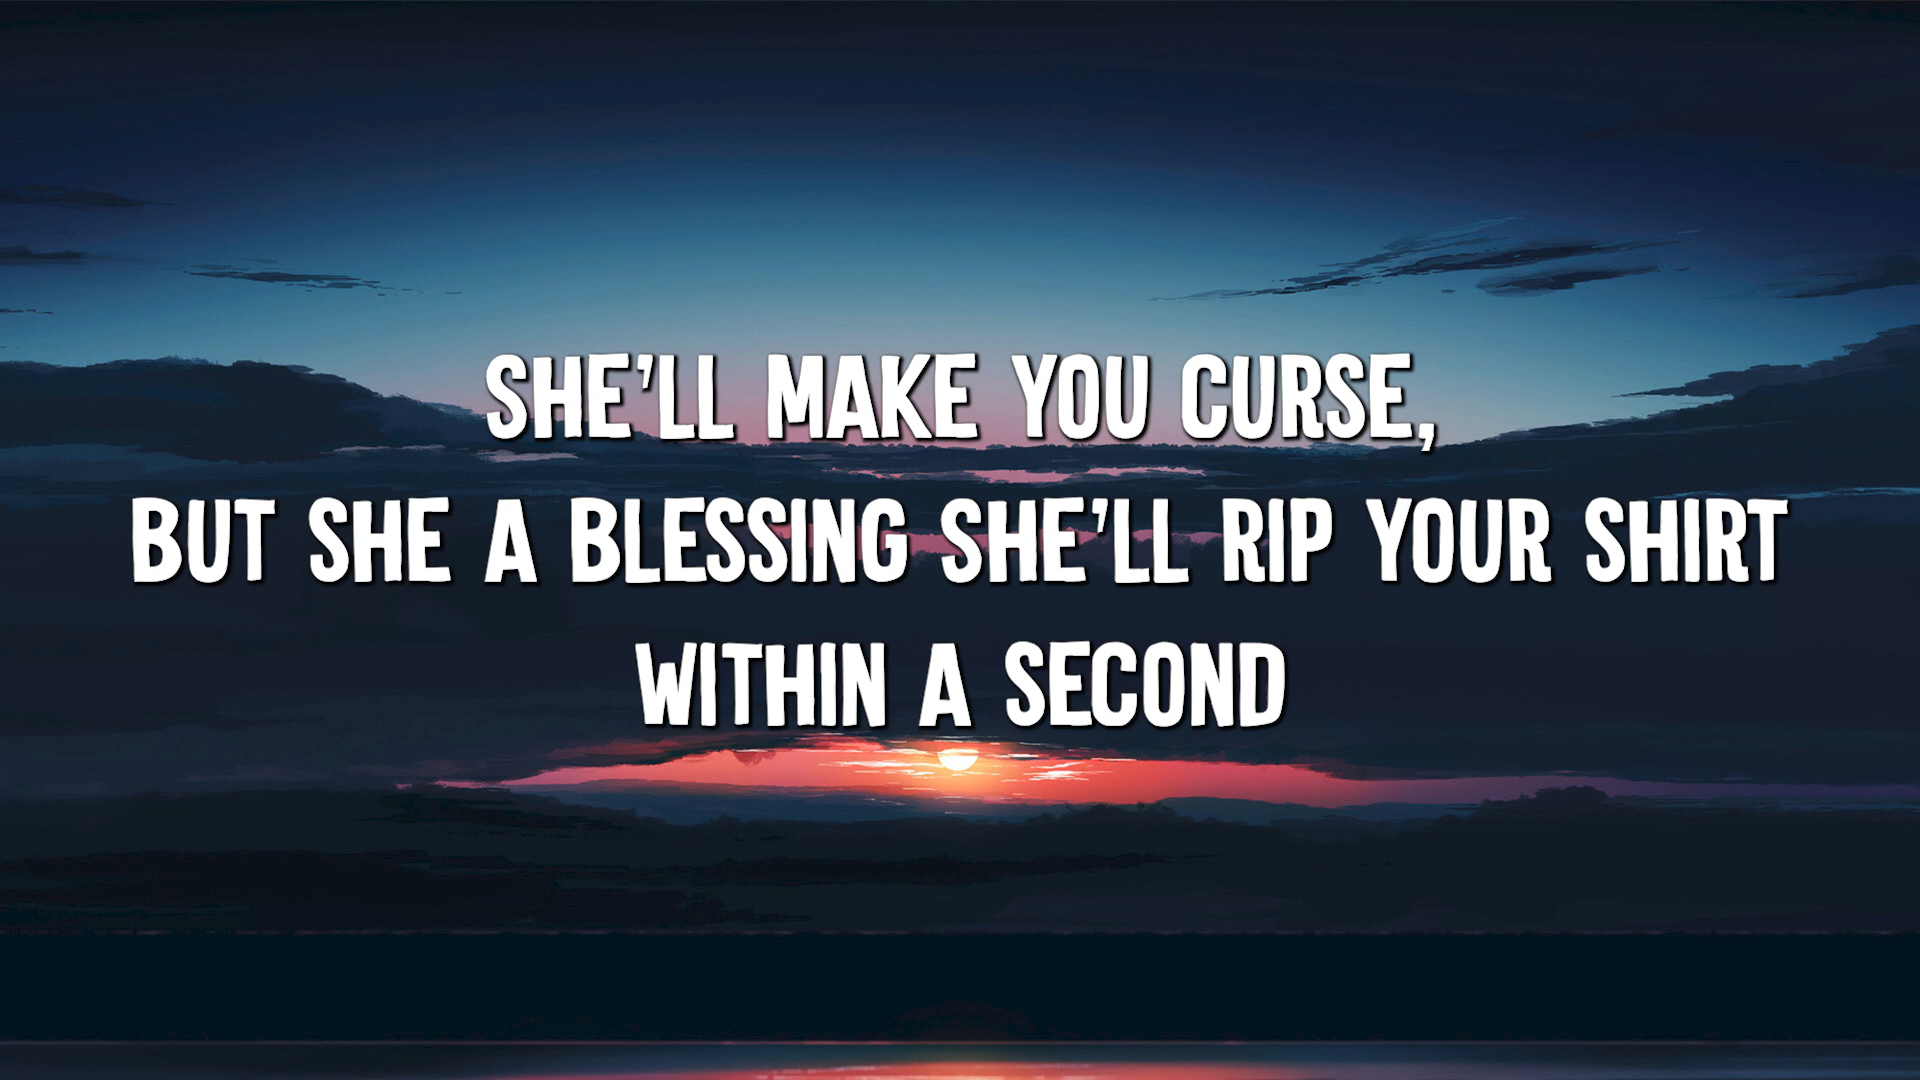 SHE'LL MAKE YOU CURSE,
BUT SHE A BLESSING SHE'LL RIP YOUR SHIRT
WITHIN A SECOND